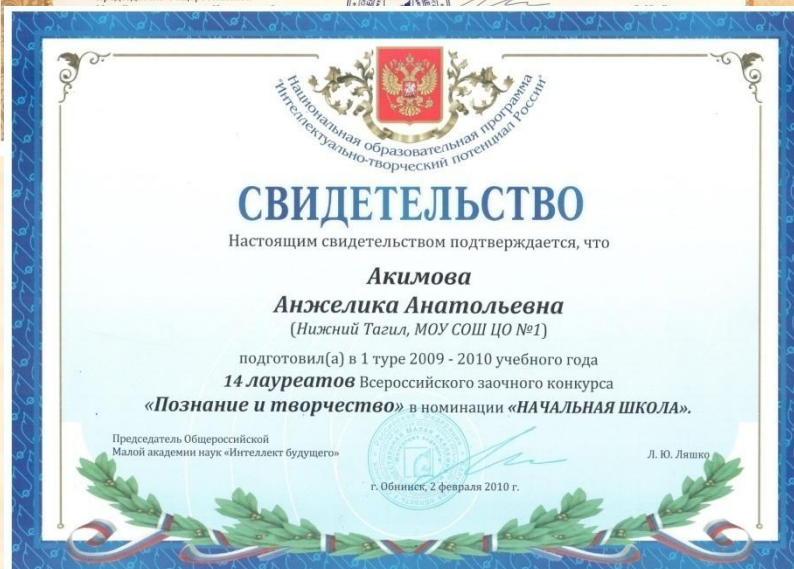 Национальная образовательная программа
"Интеллектуально-творческий потенциал России"
СВИДЕТЕЛЬСТВО
Настоящим свидетельством подтверждается, что
Акимова
Анжелика Анатольевна
(Нижний Тагил, МОУ СОШ ЦО №1)
подготовил(а) в 1 туре 2009 - 2010 учебного года
14 лауреатов Всероссийского заочного конкурса
«Познание и творчество» в номинации «НАЧАЛЬНАЯ ШКОЛА».
Председатель Общероссийской
Малой академии наук «Интеллект будущего»
Л. Ю. Ляшко
г. Обнинск, 2 февраля 2010 г.